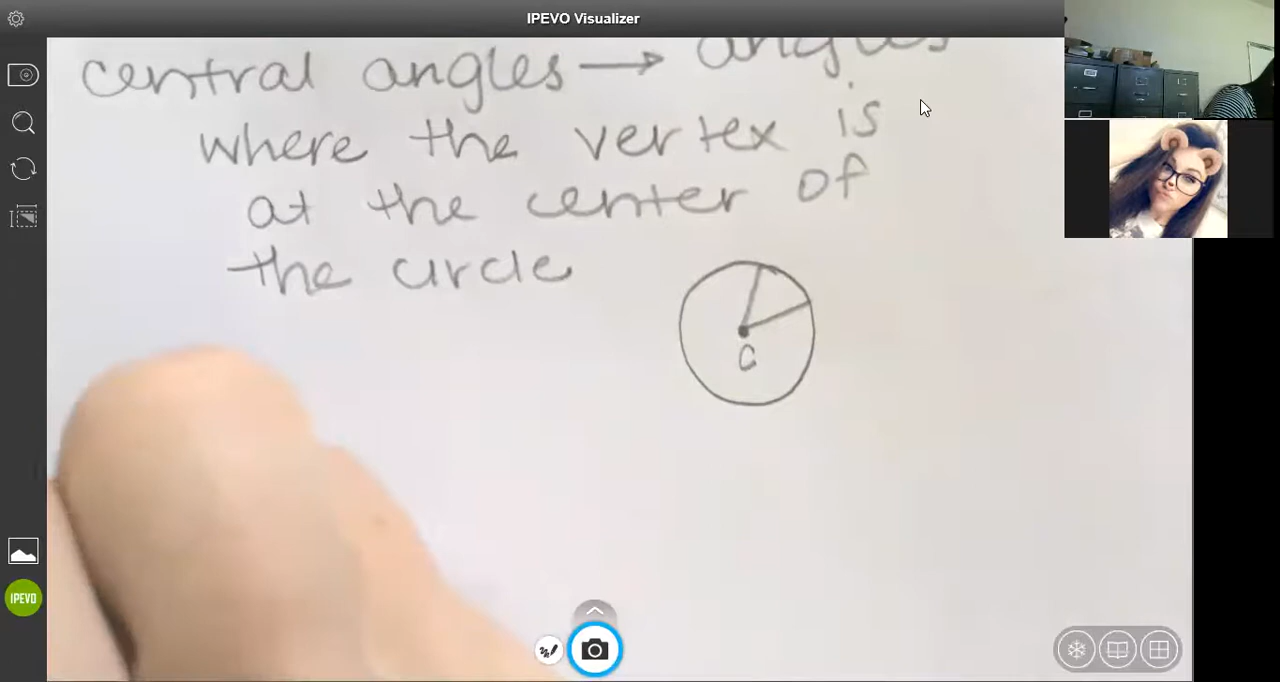 IPEVO Visualizer
central angles → angles
where the vertex is
at the center of
the circle
C
IPEVO